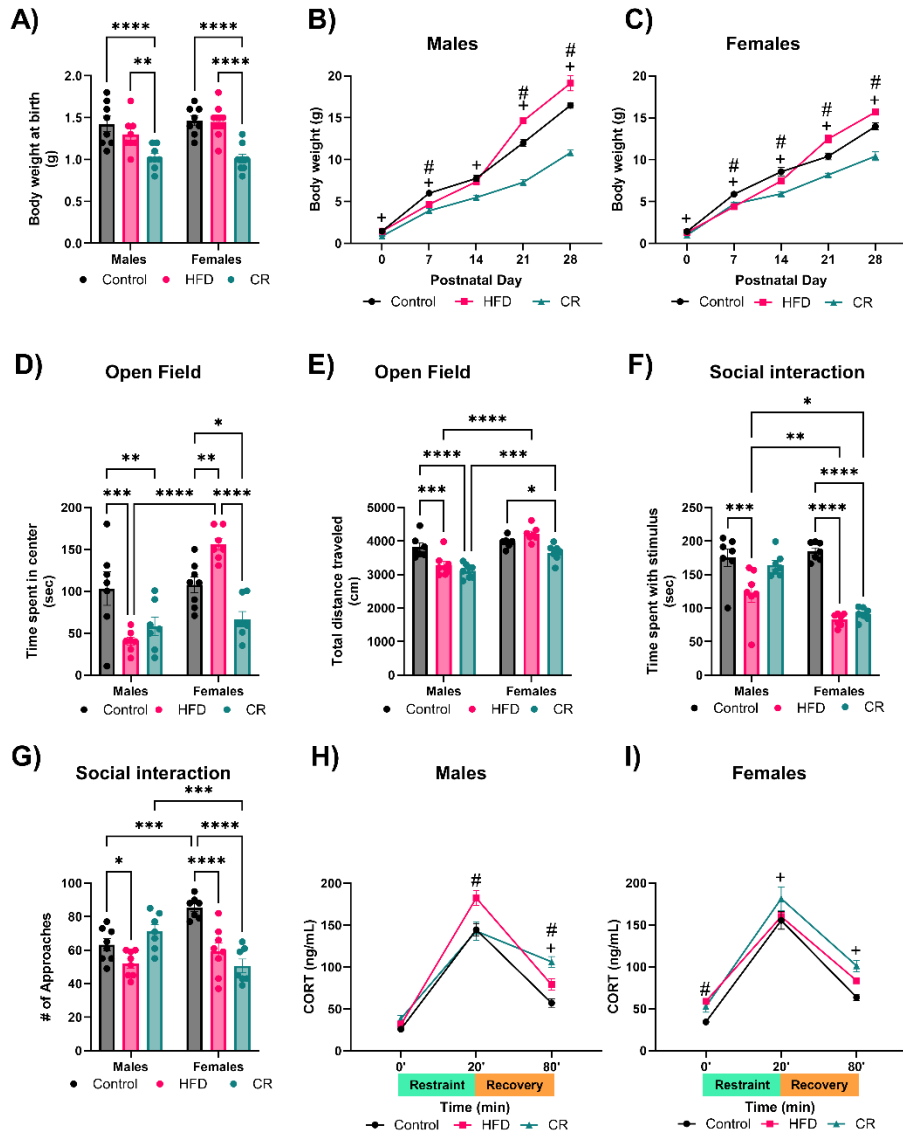 A)
**** ****
** ****
Body weight at birth
(g)
2.0
1.5
1.0
0.5
0.0
Males Females
Control HFD CR
B)
Males
Body weight (g)
20
15
10
5
0
+ # + + # + # +
0 7 14 21 28
Postnatal Day
Control HFD CR
C)
Females
Body weight (g)
20
15
10
5
0
+ # + # + # + # +
0 7 14 21 28
Postnatal Day
Control HFD CR
D)
Open Field
*
** **
*** **** ****
Time spent in center
(sec)
200
150
100
50
0
Males Females
Control HFD CR
E)
Open Field
****
**** ***
*** *
Total distance traveled
(cm)
5000
4000
3000
2000
1000
0
Males Females
Control HFD CR
F)
Social interaction
*
**
****
*** ****
Time spent with stimulus
(sec)
250
200
150
100
50
0
Males Females
Control HFD CR
G)
Social interaction
***
*** ****
* ****
# of Approaches
100
80
60
40
20
0
Males Females
Control HFD CR
H)
Males
CORT (ng/mL)
200
150
100
50
0
# # +
0' 20' 80'
Restraint Recovery
Time (min)
Control HFD CR
I)
Females
CORT (ng/mL)
200
150
100
50
0
# + +
0' 20' 80'
Restraint Recovery
Time (min)
Control HFD CR